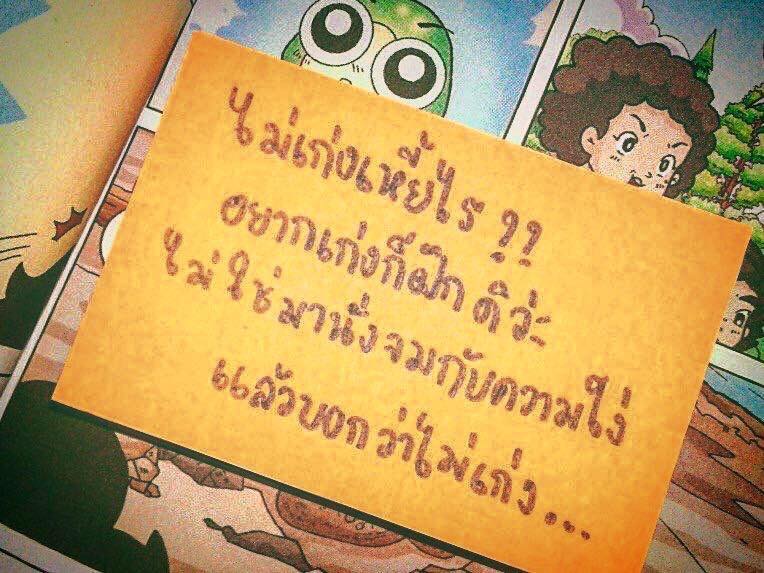 ไม่เก่งเหี้ยไร ??
อยากเก่งก็ฝึก ดิว่ะ
ไม่ใช่มานั่งจมกับความโง่
แล้วบอกว่าไม่เก่ง...